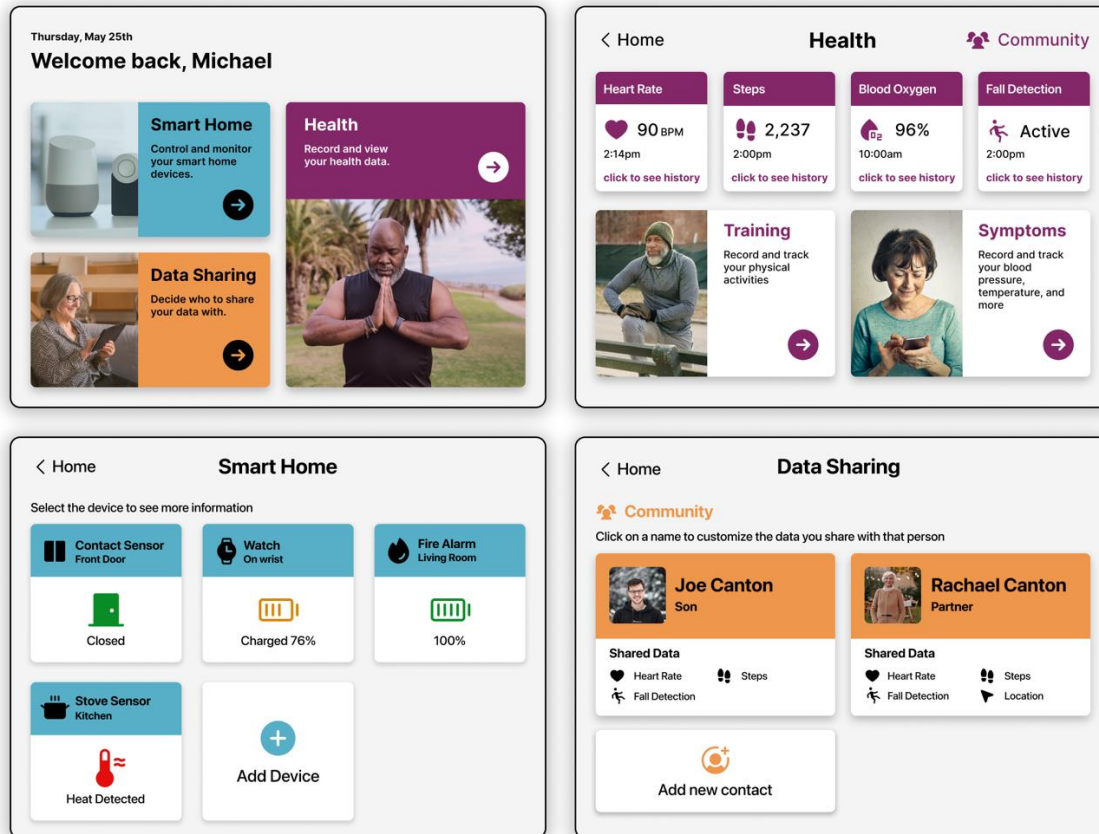 Thursday, May 25th
Welcome back, Michael
Smart Home
Control and monitor
your smart home
devices.
Health
Record and view
your health data.
Data Sharing
Decide who to share
your data with.
Home
Health
Community
Heart Rate
90 BPM
2:14pm
click to see history
Steps
2,237
2:00pm
click to see history
Blood Oxygen
O2
96%
10:00am
click to see history
Fall Detection
Active
2:00pm
click to see history
Training
Record and track
your physical
activities
Symptoms
Record and track
your blood
pressure,
temperature, and
more
Home
Smart Home
Select the device to see more information
Contact Sensor
Front Door
Closed
Watch
On wrist
Charged 76%
Fire Alarm
Living Room
100%
Stove Sensor
Kitchen
Heat Detected
Add Device
Home
Data Sharing
Community
Click on a name to customize the data you share with that person
Joe Canton
Son
Shared Data
Heart Rate
Steps
Fall Detection
Rachael Canton
Partner
Shared Data
Heart Rate
Steps
Fall Detection
Location
Add new contact